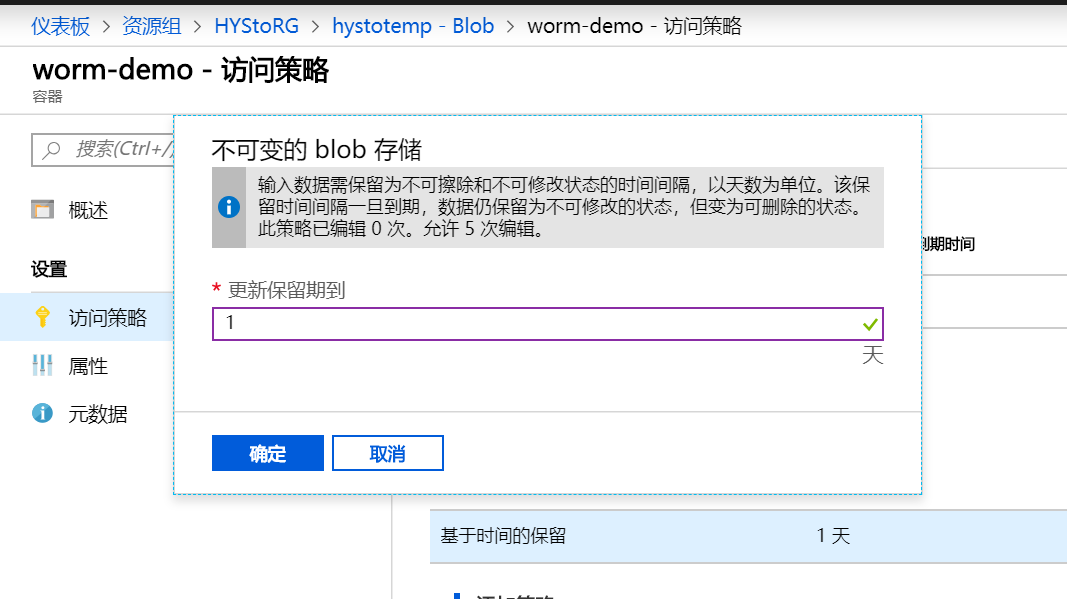 仪表板 > 资源组 > HYStoRG > hystotemp - Blob > worm-demo - 访问策略
worm-demo - 访问策略
容器
搜索(Ctrl+/)
概述
设置
访问策略
属性
元数据
不可变的 blob 存储
输入数据需保留为不可擦除和不可修改状态的时间间隔，以天数为单位。该保
留时间间隔一旦到期，数据仍保留为不可修改的状态，但变为可删除的状态。
此策略已编辑 0 次。允许 5 次编辑。
* 更新保留期到
1
天
确定
取消
到期时间
基于时间的保留 1 天